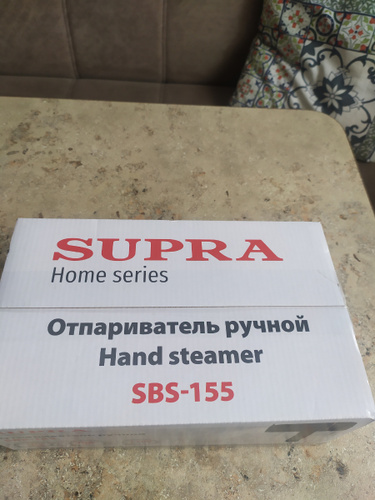 SUPRA
Home series
Отпариватель ручной
Hand steamer
SBS-155